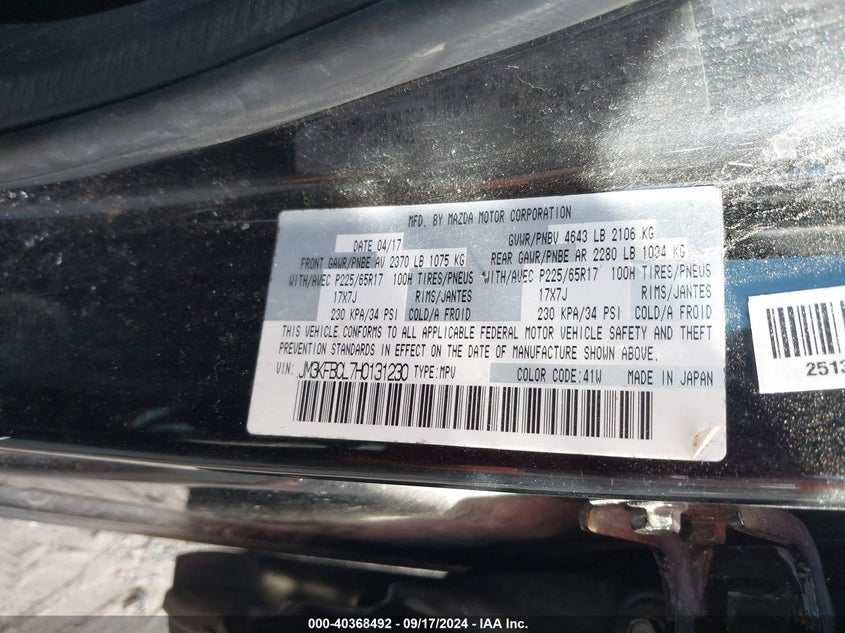 MFD. BY MAZDA MOTOR CORPORATION
DATE 04/17 GVWR/PNBV 4643 LB 2106 KG
FRONT GAWR/PNBE AV 2370 LB 1075 KG REAR GAWR/PNBE AR 2280 LB 1034 KG
WITH/AVEC P225/65R17 100H TIRES/PNEUS WITH/AVEC P225/65R17 100H TIRES/PNEUS
17X7J RIMS/JANTES 17X7J RIMS/JANTES
230 KPA/34 PSI COLD/A FROID 230 KPA/34 PSI COLD/A FROID
THIS VEHICLE CONFORMS TO ALL APPLICABLE FEDERAL MOTOR VEHICLE SAFETY AND THEFT
PREVENTION STANDARDS IN EFFECT ON THE DATE OF MANUFACTURE SHOWN ABOVE.
VIN: JM3KFBCL7H0131230 TYPE:MPV COLOR CODE:41W MADE IN JAPAN
2513
000-40368492 - 09/17/2024 - IAA Inc.